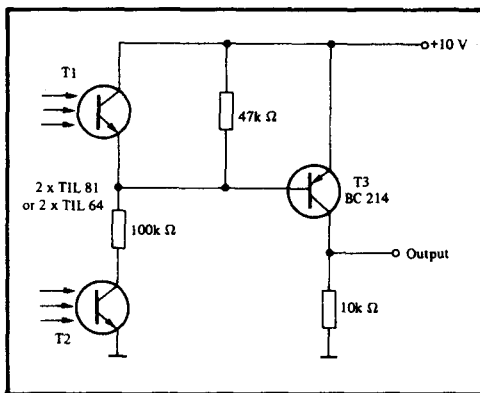 +10 V
T1
47k Ω
2 x TIL 81
or 2 x TIL 64
T3
BC 214
100k Ω
Output
T2
10k Ω